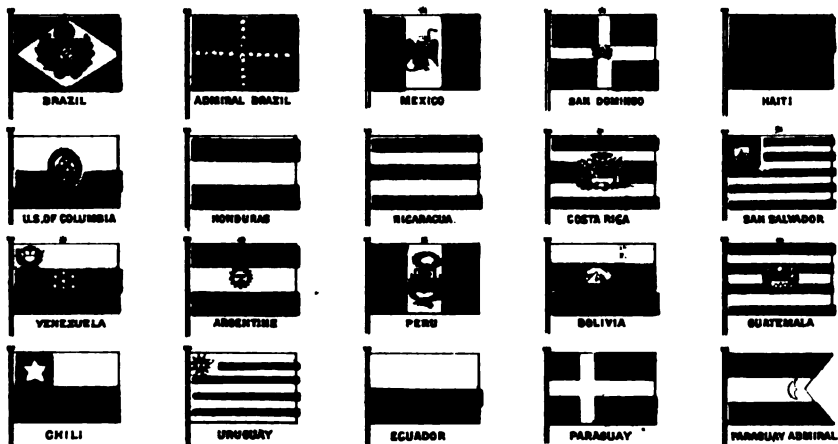 BRAZIL
ADMIRAL BRAZIL
MEXICO
SAN DOMINGO
HAITI
U.S. OF COLUMBIA
HONDURAS
NICARAGUA.
COSTA RICA
SAN SALVADOR
VENEZUELA
ARGENTINE
PERU
BOLIVIA
GUATEMALA
CHILI
URUGUAY
ECUADOR
PARAGUAY
PARAGUAY ADMIRAL